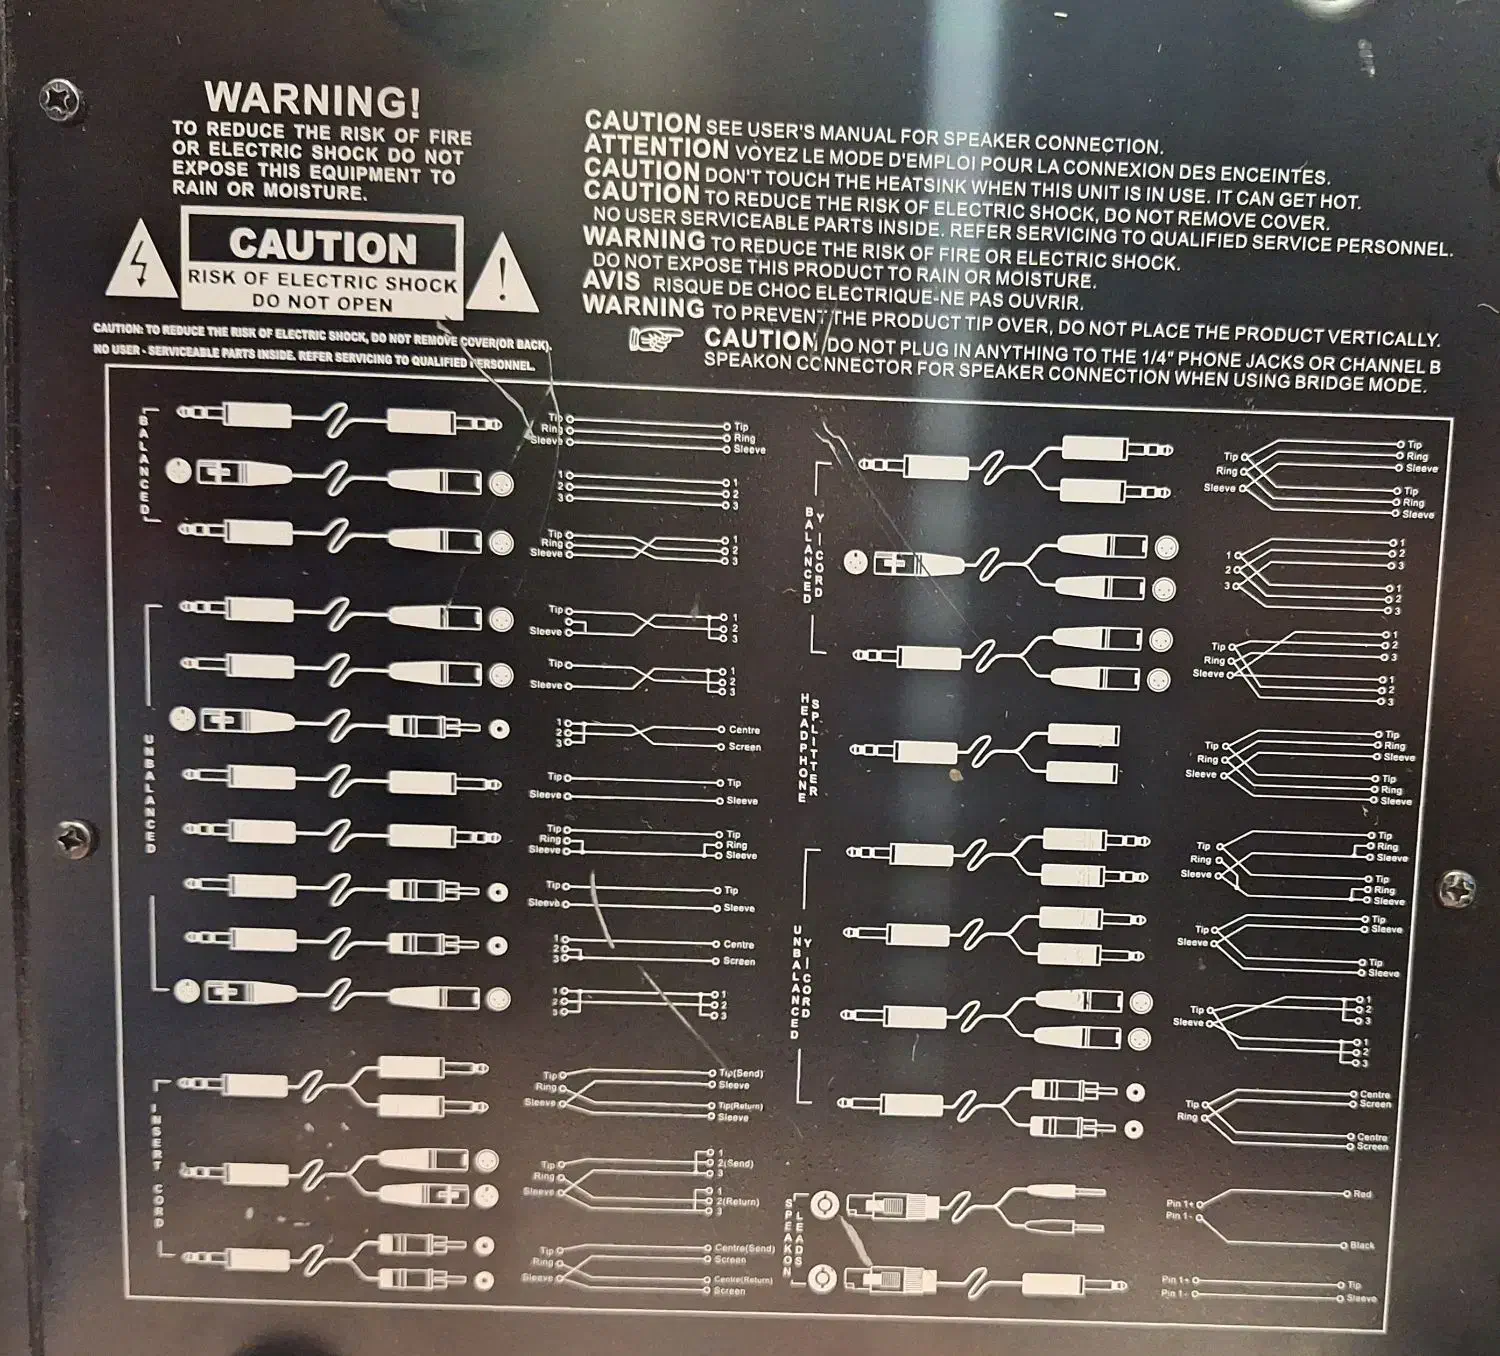 WARNING!
TO REDUCE THE RISK OF FIRE
OR ELECTRIC SHOCK DO NOT
EXPOSE THIS EQUIPMENT TO
RAIN OR MOISTURE.
CAUTION
RISK OF ELECTRIC SHOCK
DO NOT OPEN
CAUTION: TO REDUCE THE RISK OF ELECTRIC SHOCK, DO NOT REMOVE COVER(OR BACK).
NO USER - SERVICEABLE PARTS INSIDE. REFER SERVICING TO QUALIFIED PERSONNEL.
CAUTION SEE USER'S MANUAL FOR SPEAKER CONNECTION.
ATTENTION VOYEZ LE MODE D'EMPLOI POUR LA CONNEXION DES ENCEINTES.
CAUTION DON'T TOUCH THE HEATSINK WHEN THIS UNIT IS IN USE. IT CAN GET HOT.
CAUTION TO REDUCE THE RISK OF ELECTRIC SHOCK, DO NOT REMOVE COVER.
NO USER SERVICEABLE PARTS INSIDE. REFER SERVICING TO QUALIFIED SERVICE PERSONNEL.
WARNING TO REDUCE THE RISK OF FIRE OR ELECTRIC SHOCK.
DO NOT EXPOSE THIS PRODUCT TO RAIN OR MOISTURE.
AVIS RISQUE DE CHOC ELECTRIQUE-NE PAS OUVRIR.
WARNING TO PREVENT THE PRODUCT TIP OVER, DO NOT PLACE THE PRODUCT VERTICALLY.
CAUTION DO NOT PLUG IN ANYTHING TO THE 1/4" PHONE JACKS OR CHANNEL B
SPEAKON CONNECTOR FOR SPEAKER CONNECTION WHEN USING BRIDGE MODE.
BALANCED
Tip Tip
Ring Ring
Sleeve Sleeve
1 1
2 2
3 3
Tip 1
Ring 2
Sleeve 3
UNBALANCED
Tip 1
2
Sleeve 3
Tip 1
2
Sleeve 3
1 Centre
2
3 Screen
Tip Tip
Sleeve Sleeve
Tip Tip
Ring Ring
Sleeve Sleeve
Tip Tip
Sleeve Sleeve
1 Centre
2
3 Screen
1 1
2 2
3 3
INSERT CORD
Tip Tip(Send)
Ring Sleeve
Sleeve Tip(Return)
Sleeve
Tip 1
Ring 2(Send)
Sleeve 3
1
2(Return)
3
Tip Centre(Send)
Ring Screen
Sleeve Centre(Return)
Screen
BALANCED
Y|CORD
Tip Tip
Ring Ring
Sleeve Sleeve
Tip
Ring
Sleeve
1 1
2 2
3 3
1
2
3
Tip 1
Ring 2
Sleeve 3
1
2
3
HEADPHONE
SPLITTER
Tip Tip
Ring Ring
Sleeve Sleeve
Tip
Ring
Sleeve
UNBALANCED
Y|CORD
Tip Tip
Ring Ring
Sleeve Sleeve
Tip
Ring
Sleeve
Tip Tip
Sleeve Sleeve
Tip
Sleeve
Tip 1
Sleeve 2
3
1
2
3
Tip Centre
Ring Screen
Centre
Screen
SPEAKON
LEADS
Pin 1+ Red
Pin 1- Black
Pin 1+ Tip
Pin 1- Sleeve